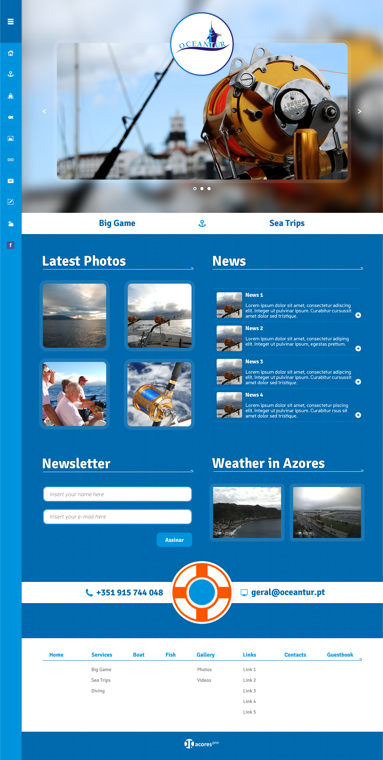 OCEANTUR
Big Game
Sea Trips
Latest Photos
News
News 1
Lorem ipsum dolor sit amet, consectetur adipiscing
elit. Integer ut pulvinar ipsum. Curabitur cursusut
amet dolor sed tristique.
News 2
Lorem ipsum dolor sit amet, consectetur adipiscing
elit. Integer ut pulvinar ipsum, egestas pretium.
News 3
Lorem ipsum dolor sit amet, consectetur adipiscing
elit. Integer ut pulvinar ipsum. Curabitur cursusut
amet dolor sed tristique.
News 4
Lorem ipsum dolor sit amet, consectetur piscing
elit. Integer ut pulvinar ipsum. Curabitur risus sit
amet dolor sed tristique.
Newsletter
Weather in Azores
Insert your name here
Insert your e-mail here
Assinar
+351 915 744 048
geral@oceantur.pt
Home
Services
Boat
Fish
Gallery
Links
Contacts
Guestbook
Big Game
Photos
Link 1
Sea Trips
Videos
Link 2
Diving
Link 3
Link 4
Link 5
acores